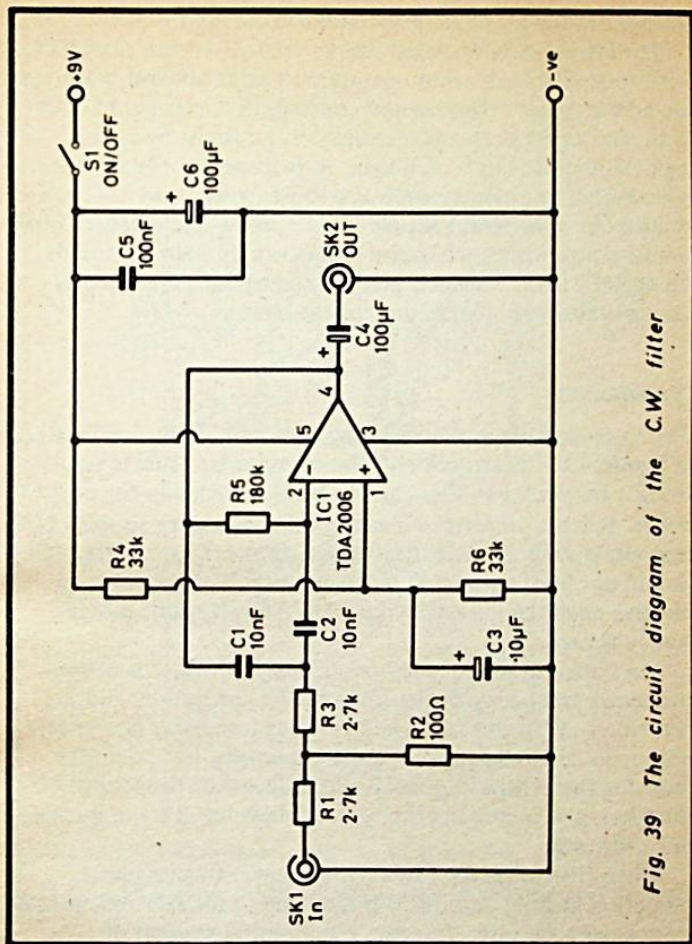 +9V
S1
ON/OFF
C5
100nF
+
C6
100µF
SK2
OUT
+
C4
100µF
4
5
3
2
1
−
+
IC1
TDA2006
R5
180k
R4
33k
C1
10nF
C2
10nF
R3
2·7k
R1
2·7k
R2
100Ω
+
C3
·10µF
R6
33k
SK1
In
−ve
Fig. 39 The circuit diagram of the C.W. filter